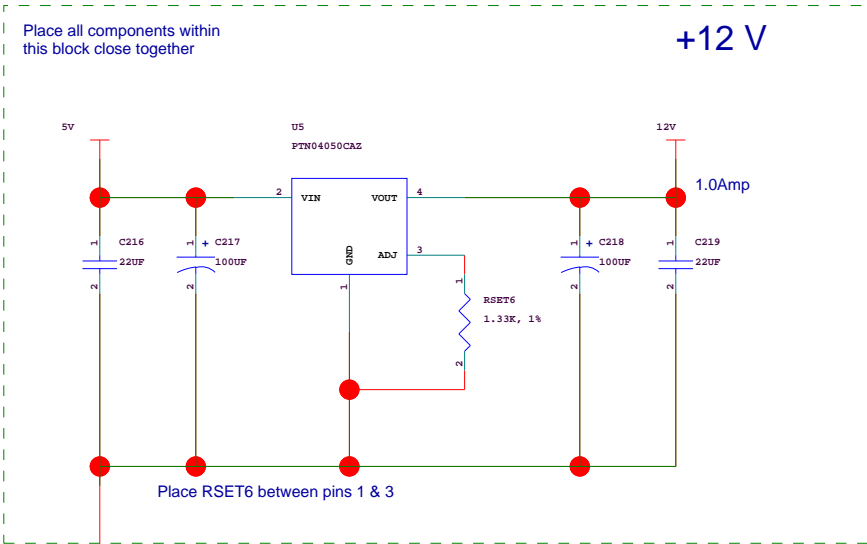 Place all components within
this block close together
+12 V
5V
U5
PTN04050CAZ
12V
1.0Amp
2
VIN
VOUT
4
GND
ADJ
3
1
1
C216
22UF
2
1
+
C217
100UF
2
1
RSET6
1.33K, 1%
2
1
+
C218
100UF
2
1
C219
22UF
2
Place RSET6 between pins 1 & 3